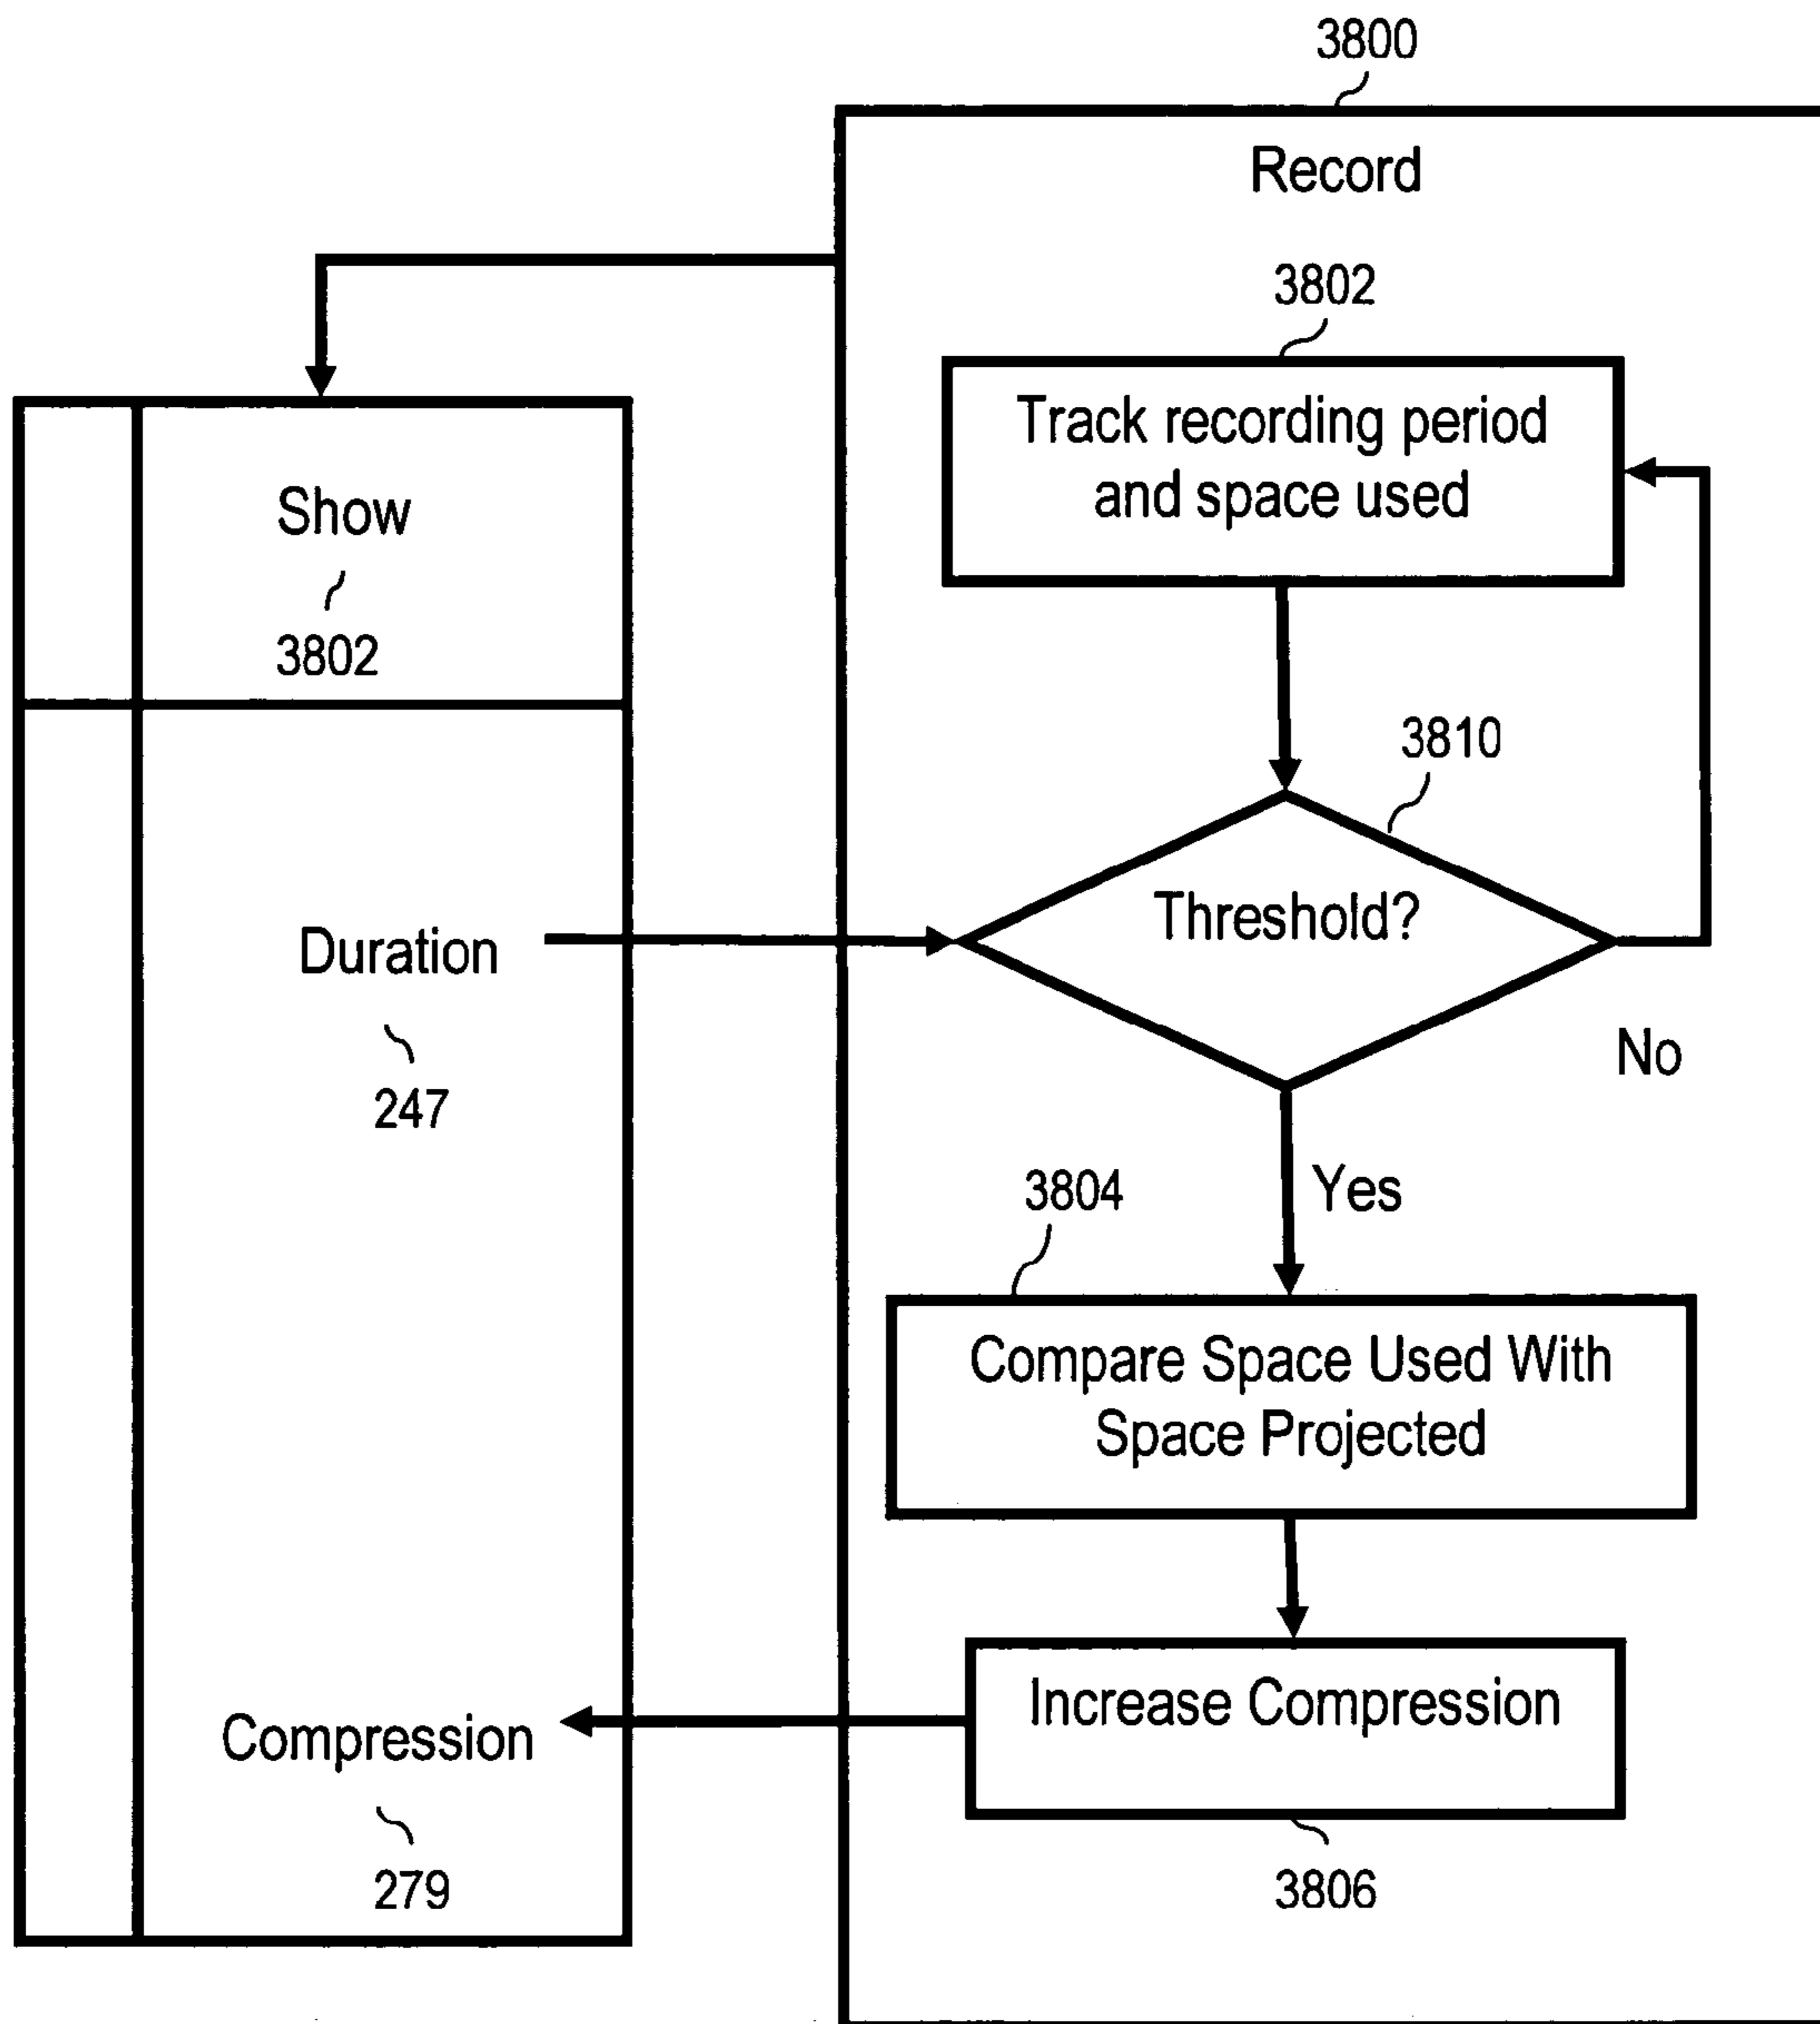 3800
Record
3802
Track recording period
and space used
Show
3802
3810
Threshold?
Duration
247
No
Yes
3804
Compare Space Used With
Space Projected
Increase Compression
Compression
279
3806